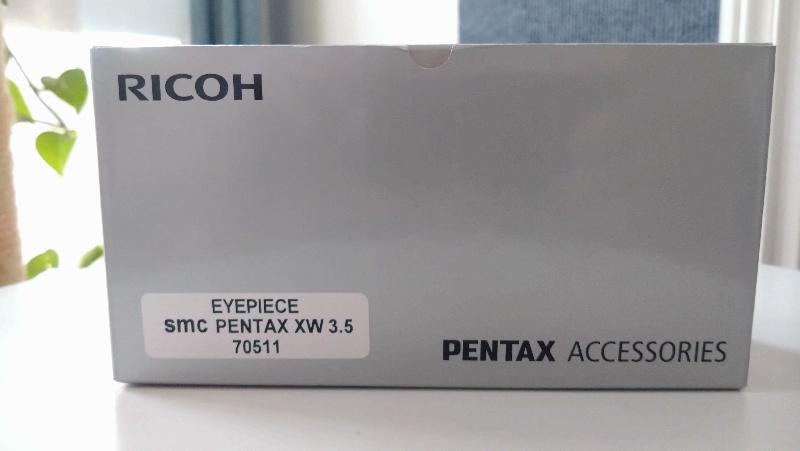 RICOH
EYEPIECE
smc PENTAX XW 3.5
70511
PENTAX ACCESSORIES